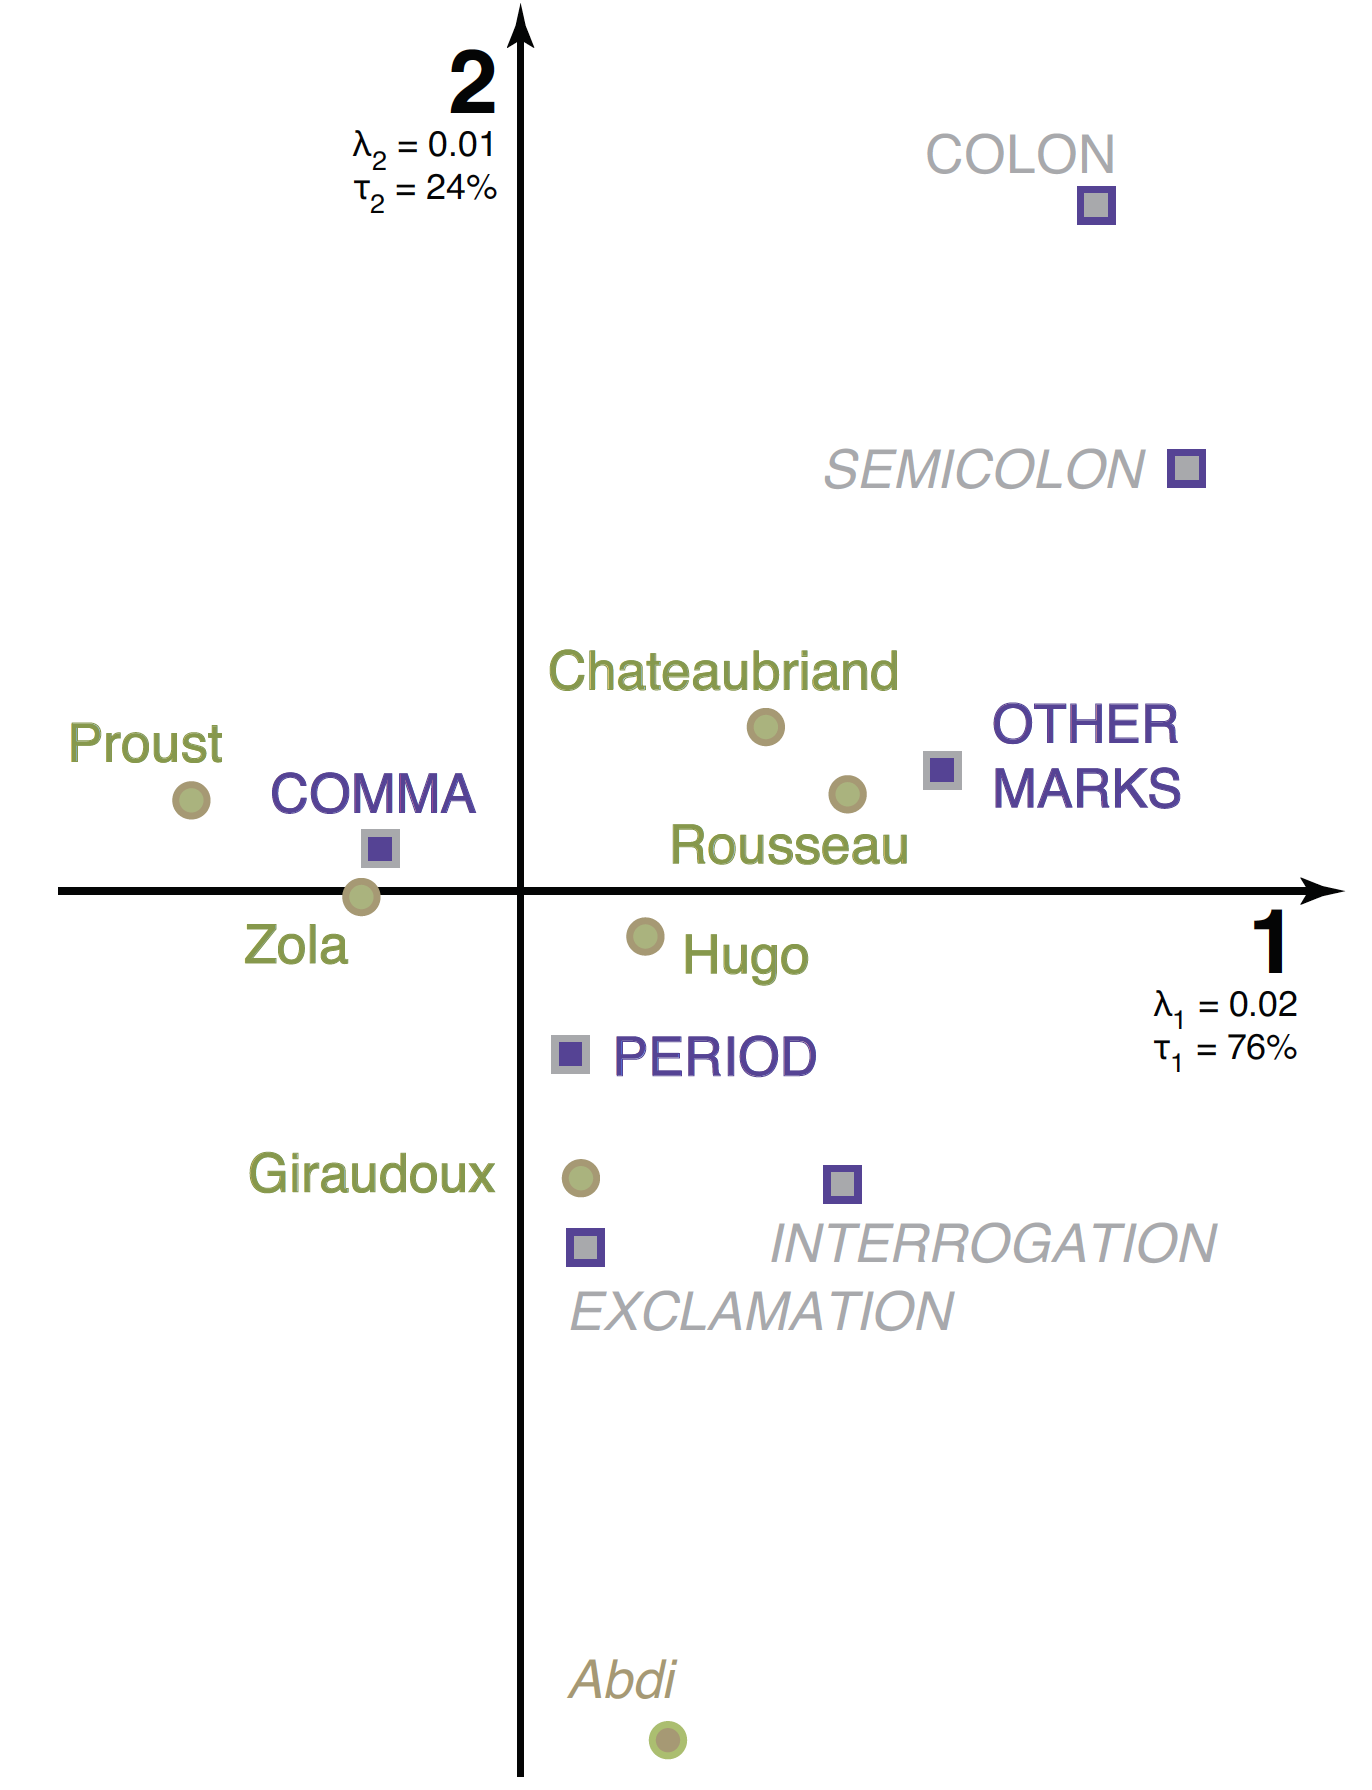 2
λ2 = 0.01
τ2 = 24%
COLON
SEMICOLON
Chateaubriand
OTHER
MARKS
Proust
COMMA
Rousseau
Zola
Hugo
1
λ1 = 0.02
τ1 = 76%
PERIOD
Giraudoux
INTERROGATION
EXCLAMATION
Abdi